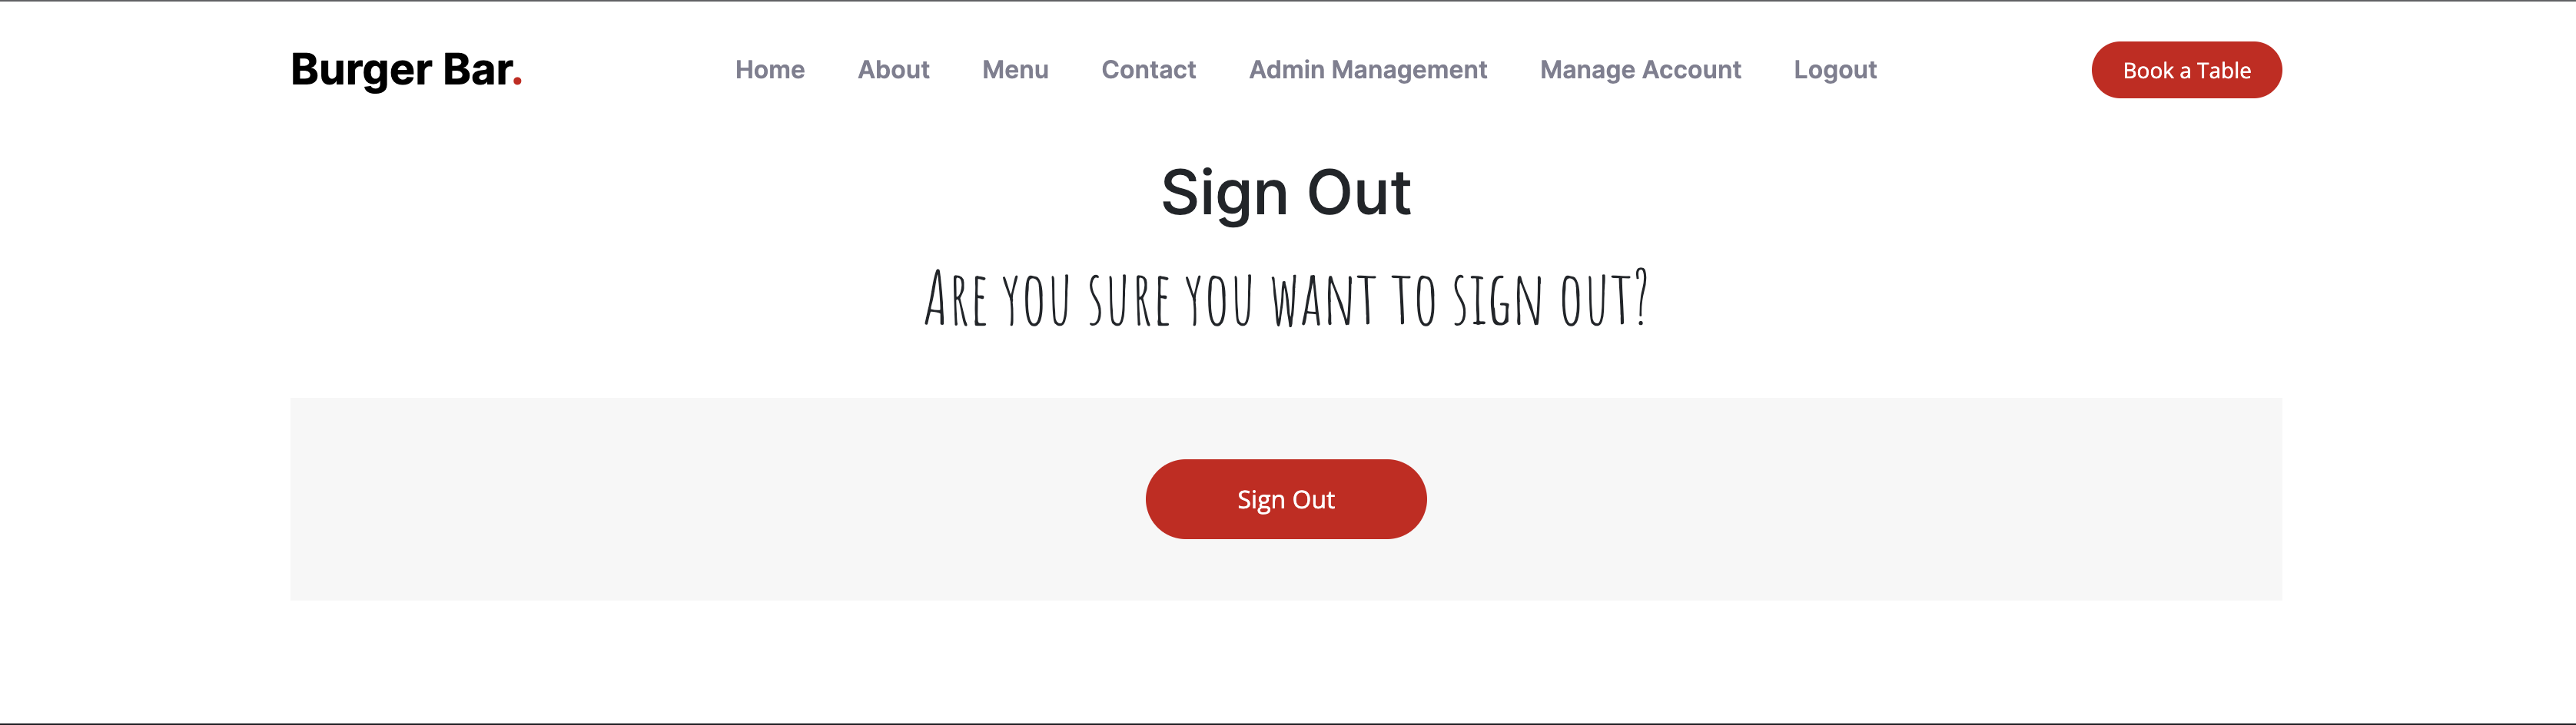 Burger Bar.
Home About Menu Contact Admin Management Manage Account Logout
Book a Table
Sign Out
Are you sure you want to sign out?
Sign Out